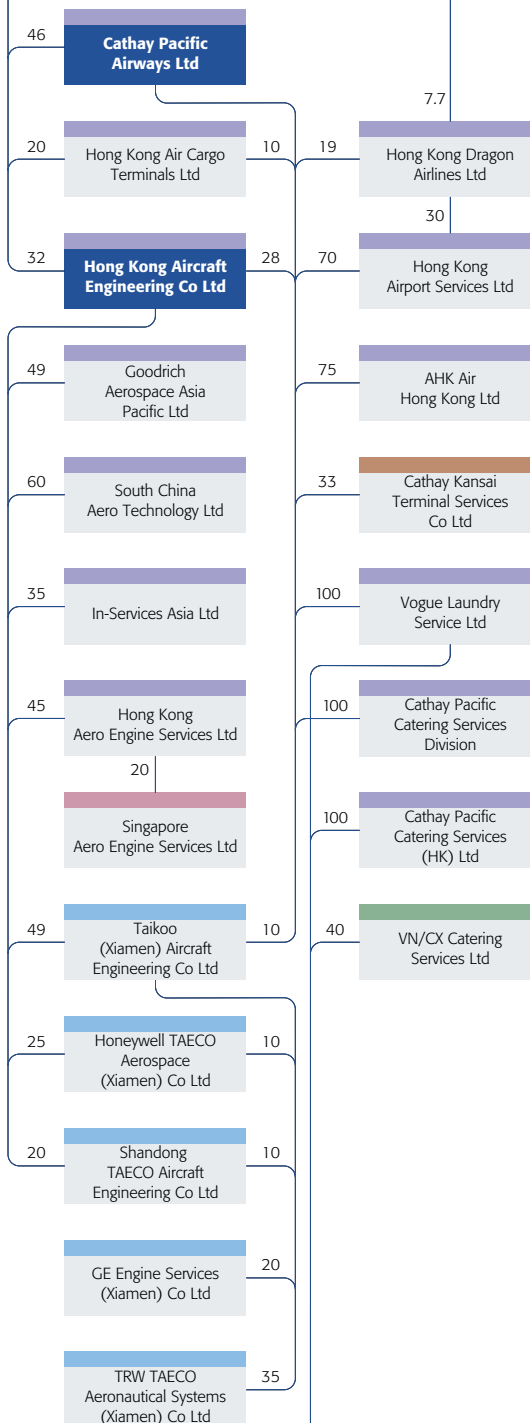 46
Cathay Pacific
Airways Ltd
7.7
20
Hong Kong Air Cargo
Terminals Ltd
10
19
Hong Kong Dragon
Airlines Ltd
30
32
Hong Kong Aircraft
Engineering Co Ltd
28
70
Hong Kong
Airport Services Ltd
49
Goodrich
Aerospace Asia
Pacific Ltd
75
AHK Air
Hong Kong Ltd
60
South China
Aero Technology Ltd
33
Cathay Kansai
Terminal Services
Co Ltd
35
In-Services Asia Ltd
100
Vogue Laundry
Service Ltd
45
Hong Kong
Aero Engine Services Ltd
100
Cathay Pacific
Catering Services
Division
20
Singapore
Aero Engine Services Ltd
100
Cathay Pacific
Catering Services
(HK) Ltd
49
Taikoo
(Xiamen) Aircraft
Engineering Co Ltd
10
40
VN/CX Catering
Services Ltd
25
Honeywell TAECO
Aerospace
(Xiamen) Co Ltd
10
20
Shandong
TAECO Aircraft
Engineering Co Ltd
10
GE Engine Services
(Xiamen) Co Ltd
20
TRW TAECO
Aeronautical Systems
(Xiamen) Co Ltd
35